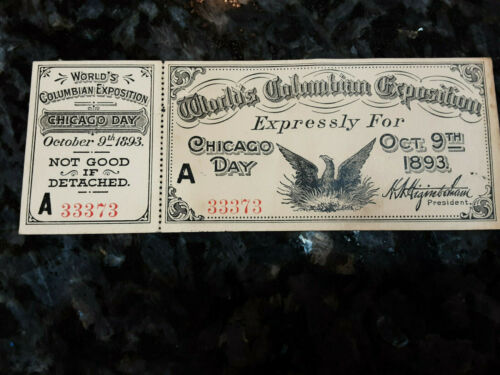 WORLD'S
COLUMBIAN EXPOSITION
CHICAGO DAY
October 9th 1893.
NOT GOOD
IF
DETACHED.
A 33373
World's Columbian Exposition
Expressly For
CHICAGO DAY
OCT. 9TH 1893.
A
33373
H.N. Higinbotham
President.